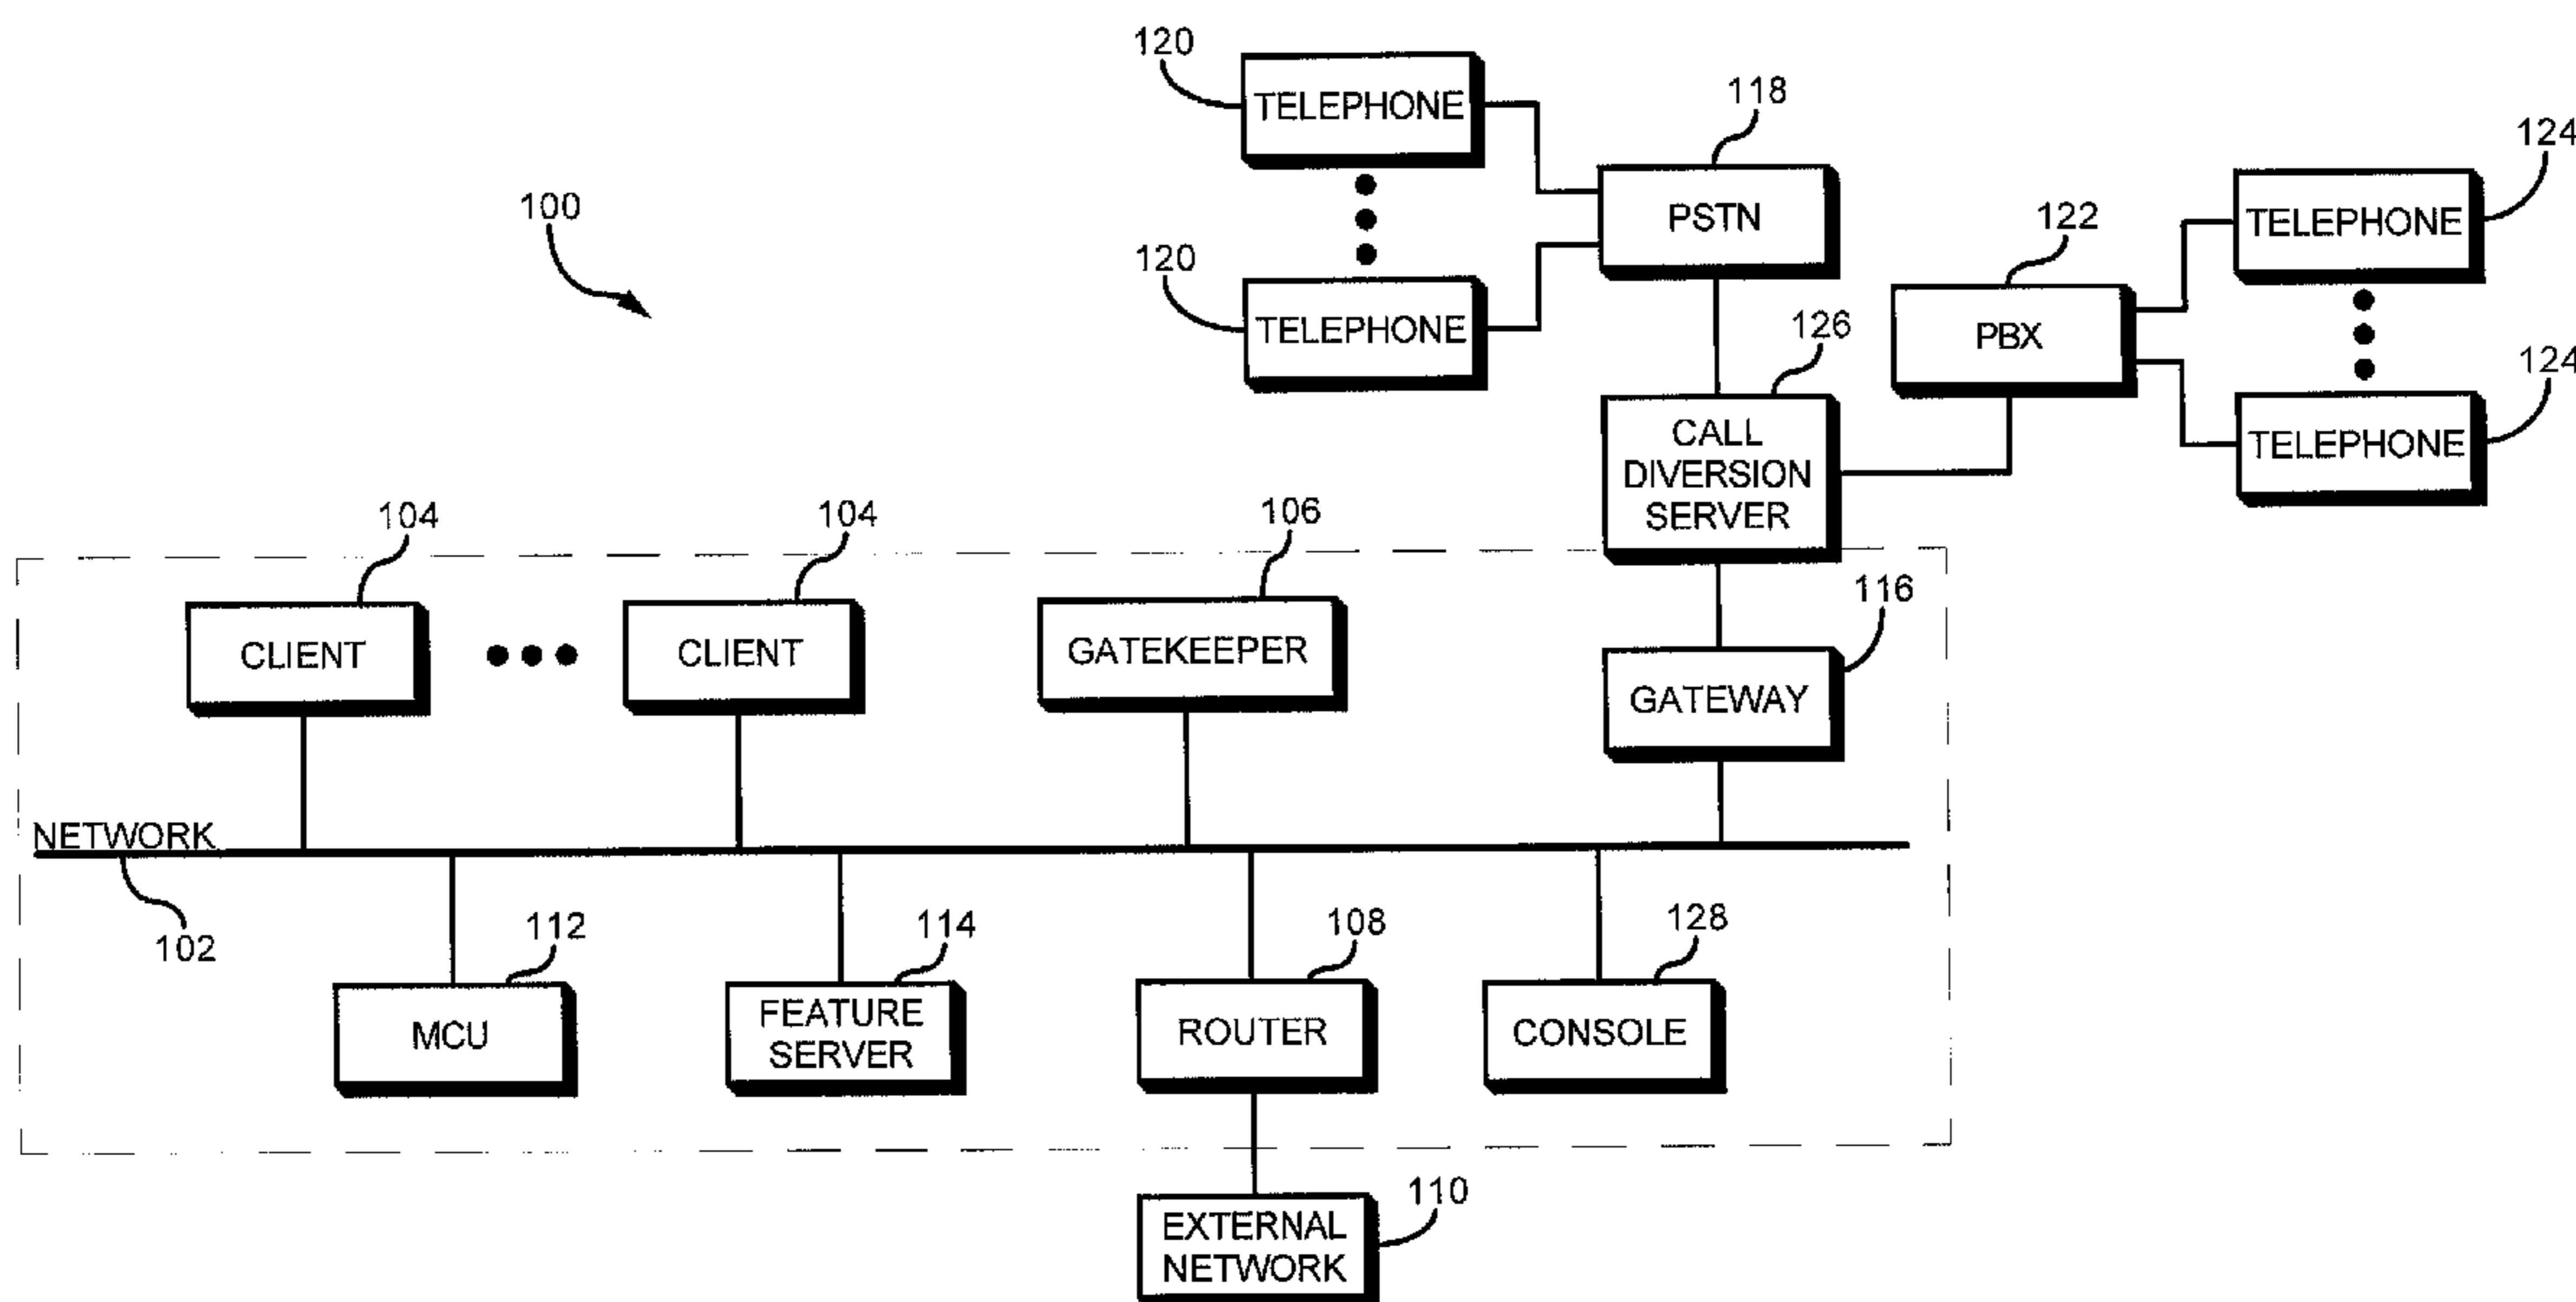 120
TELEPHONE
118
124
TELEPHONE
100
PSTN
122
120
TELEPHONE
126
PBX
124
TELEPHONE
CALL
DIVERSION
SERVER
104
104
106
116
CLIENT
CLIENT
GATEKEEPER
GATEWAY
NETWORK
102
112
114
108
128
MCU
FEATURE
SERVER
ROUTER
CONSOLE
110
EXTERNAL
NETWORK